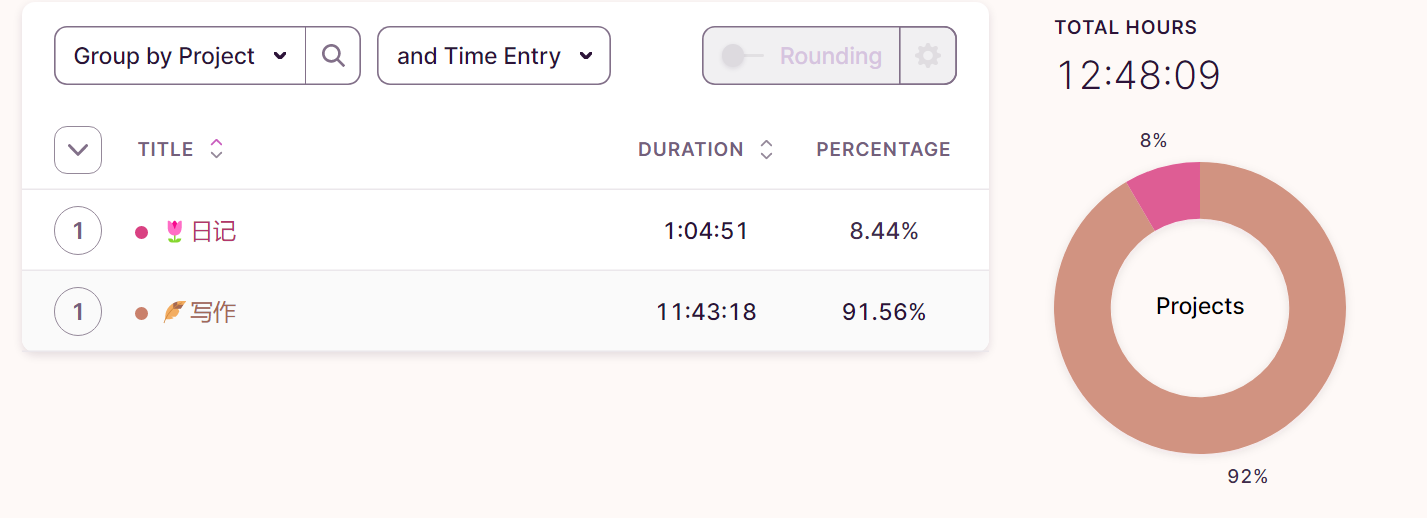 Group by Project
and Time Entry
Rounding
TITLE
DURATION
PERCENTAGE
1
🌷日记
1:04:51
8.44%
1
🪶写作
11:43:18
91.56%
TOTAL HOURS
12:48:09
8%
Projects
92%